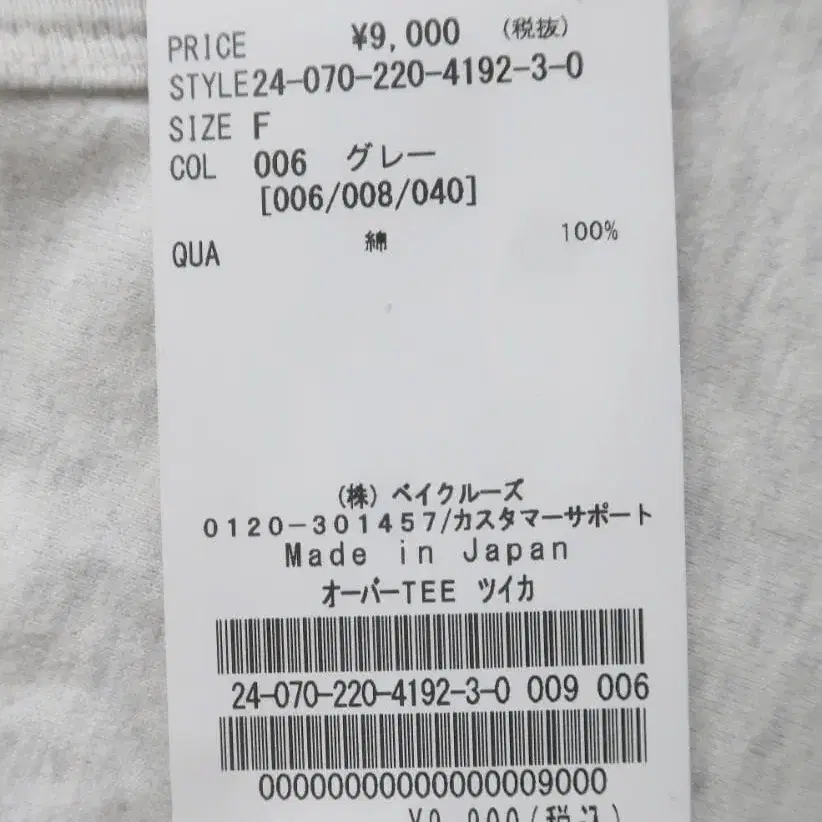 PRICE ¥9,000 (税抜)
STYLE24-070-220-4192-3-0
SIZE F
COL 006 グレー
[006/008/040]
QUA 綿 100%
(株) ベイクルーズ
0120-301457/カスタマーサポート
Made in Japan
オーバーTEE ツイカ
24-070-220-4192-3-0 009 006
00000000000000009000